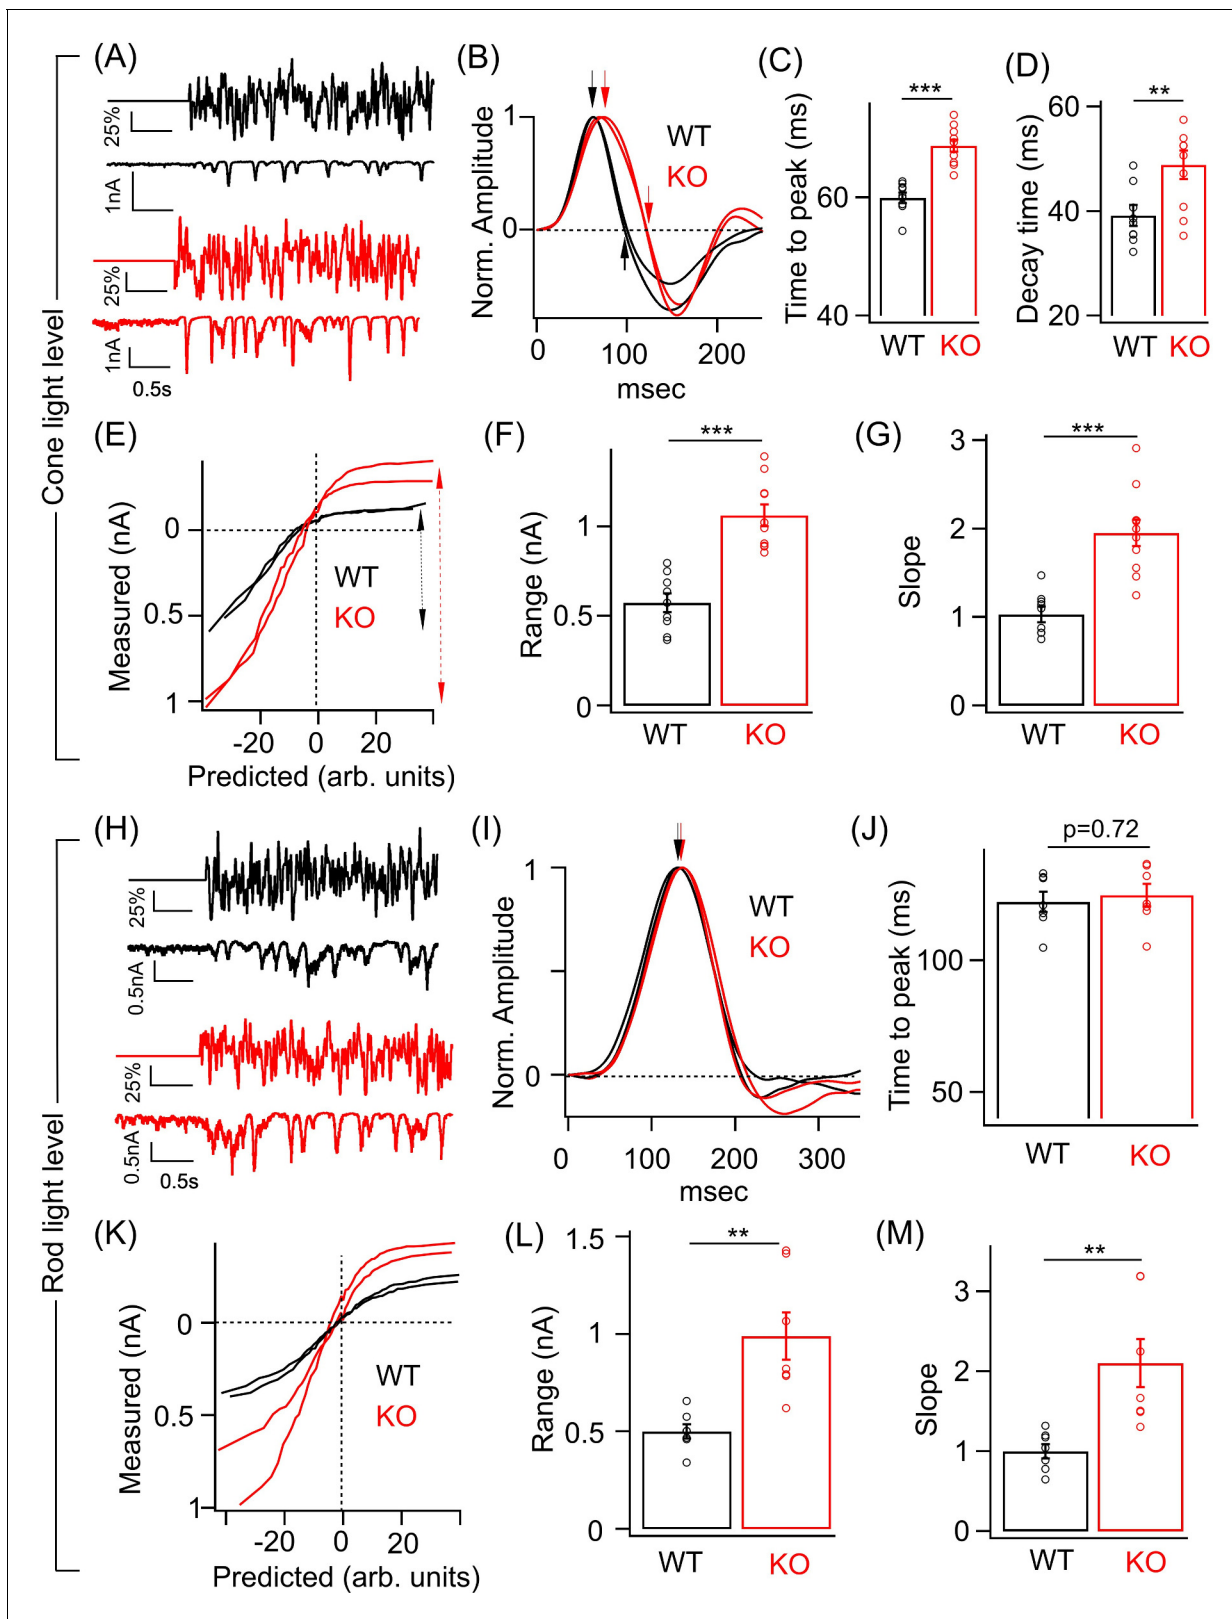 Cone light level
(A)
25%
1nA
25%
1nA
0.5s
(B)
Norm. Amplitude
1
0
WT
KO
0
100
200
msec
(C)
***
Time to peak (ms)
60
40
WT
KO
(D)
**
Decay time (ms)
60
40
20
WT
KO
(E)
Measured (nA)
0
0.5
1
WT
KO
-20
0
20
Predicted (arb. units)
(F)
***
Range (nA)
1
0.5
0
WT
KO
(G)
***
Slope
3
2
1
0
WT
KO
Rod light level
(H)
25%
0.5nA
25%
0.5nA
0.5s
(I)
Norm. Amplitude
1
0
WT
KO
0
100
200
300
msec
(J)
p=0.72
Time to peak (ms)
100
50
WT
KO
(K)
Measured (nA)
0
0.5
1
WT
KO
-20
0
20
Predicted (arb. units)
(L)
**
Range (nA)
1.5
1
0.5
0
WT
KO
(M)
**
Slope
3
2
1
0
WT
KO